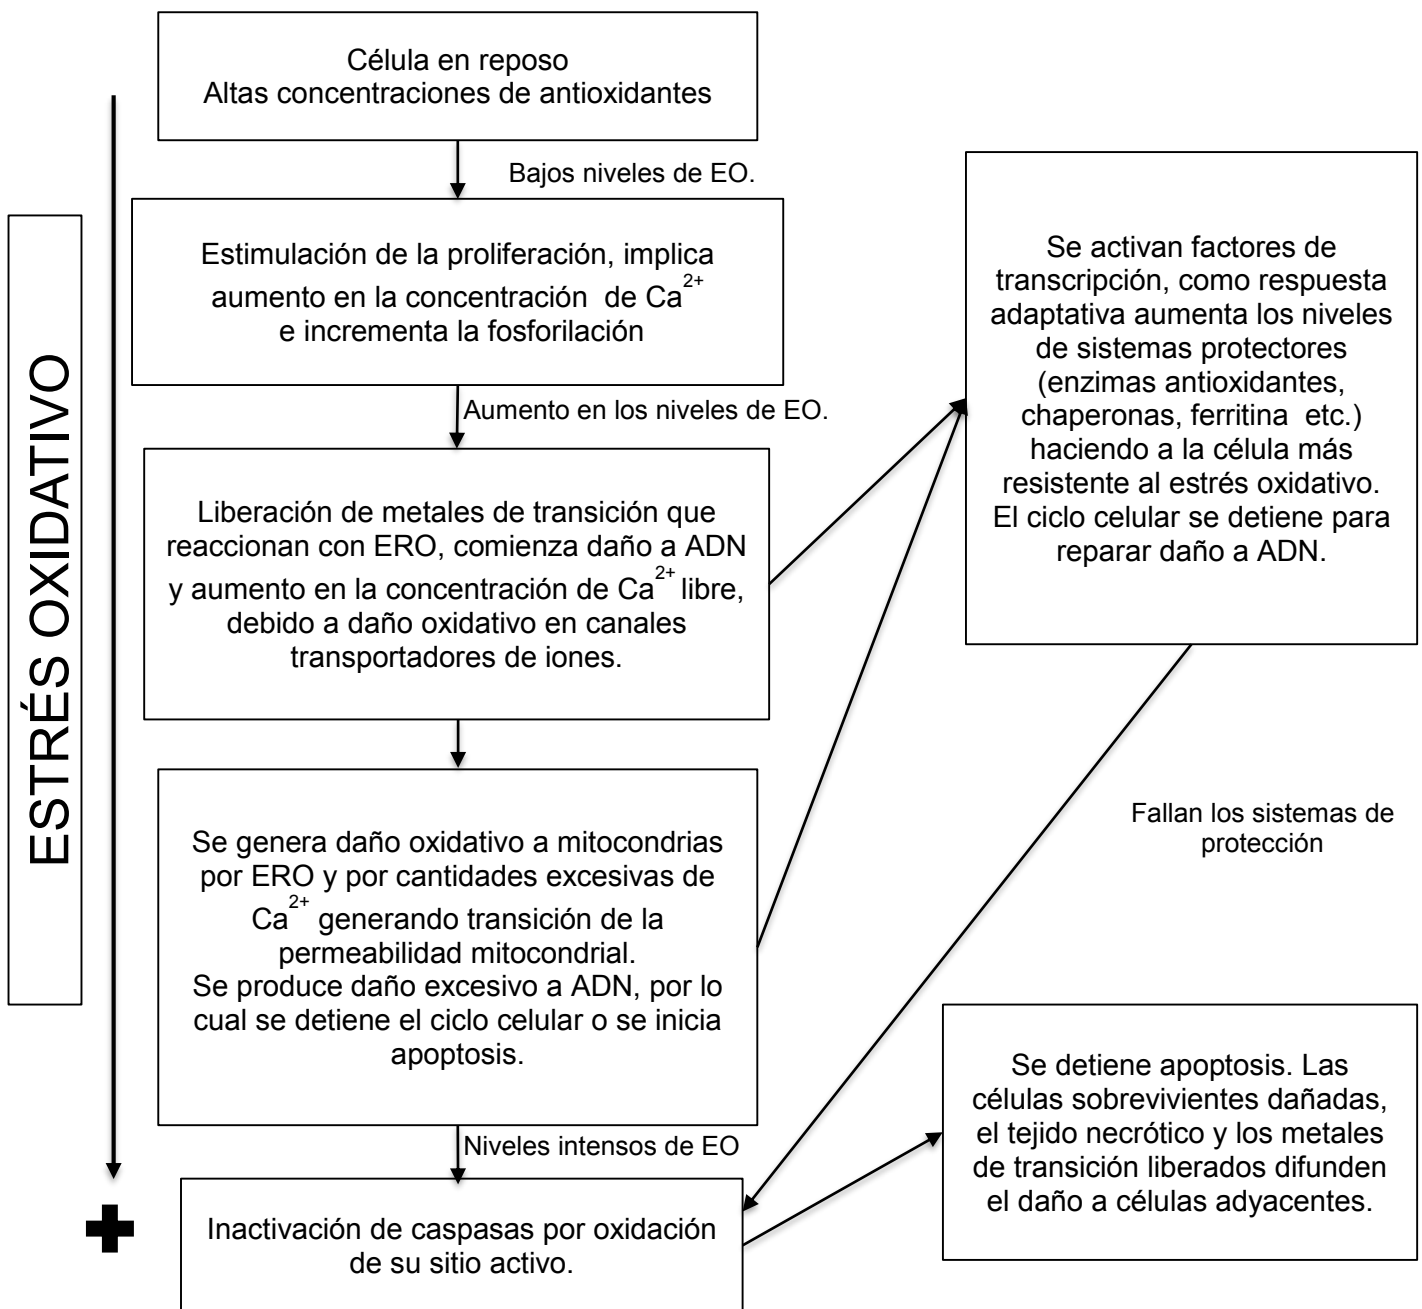 Célula en reposo
Altas concentraciones de antioxidantes
Bajos niveles de EO.
Estimulación de la proliferación, implica
aumento en la concentración de Ca2+
e incrementa la fosforilación
Aumento en los niveles de EO.
ESTRÉS OXIDATIVO
Liberación de metales de transición que
reaccionan con ERO, comienza daño a ADN
y aumento en la concentración de Ca2+ libre,
debido a daño oxidativo en canales
transportadores de iones.
Se genera daño oxidativo a mitocondrias
por ERO y por cantidades excesivas de
Ca2+ generando transición de la
permeabilidad mitocondrial.
Se produce daño excesivo a ADN, por lo
cual se detiene el ciclo celular o se inicia
apoptosis.
Niveles intensos de EO
Inactivación de caspasas por oxidación
de su sitio activo.
Se activan factores de
transcripción, como respuesta
adaptativa aumenta los niveles
de sistemas protectores
(enzimas antioxidantes,
chaperonas, ferritina etc.)
haciendo a la célula más
resistente al estrés oxidativo.
El ciclo celular se detiene para
reparar daño a ADN.
Fallan los sistemas de
protección
Se detiene apoptosis. Las
células sobrevivientes dañadas,
el tejido necrótico y los metales
de transición liberados difunden
el daño a células adyacentes.